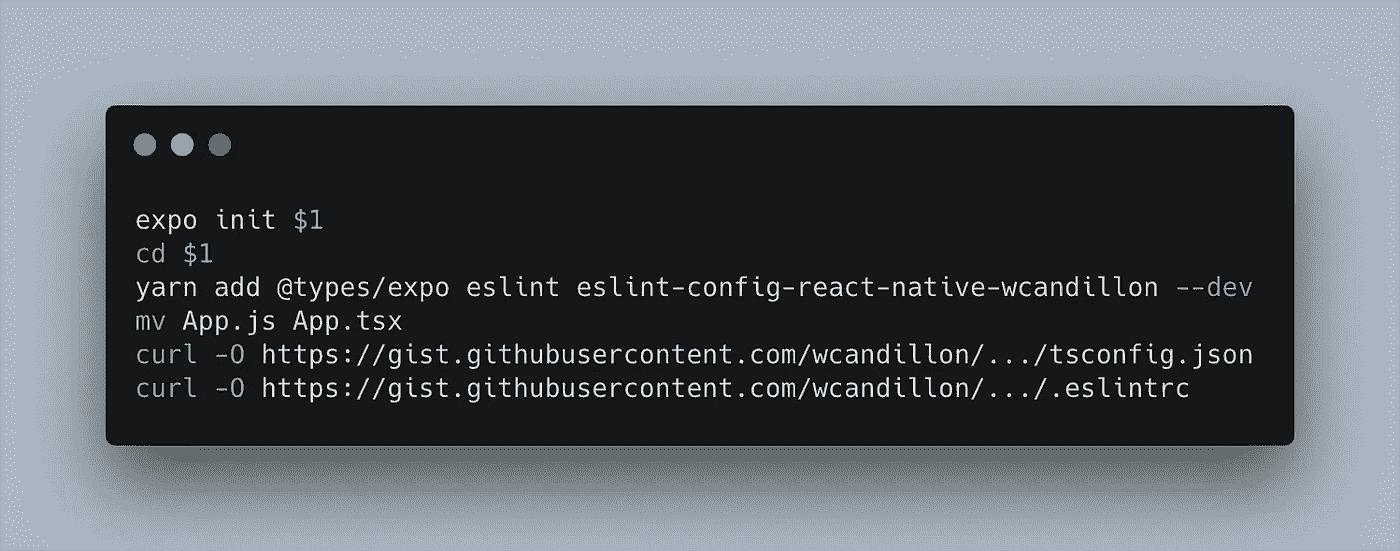 expo init $1
cd $1
yarn add @types/expo eslint eslint-config-react-native-wcandillon --dev
mv App.js App.tsx
curl -O https://gist.githubusercontent.com/wcandillon/.../tsconfig.json
curl -O https://gist.githubusercontent.com/wcandillon/.../.eslintrc